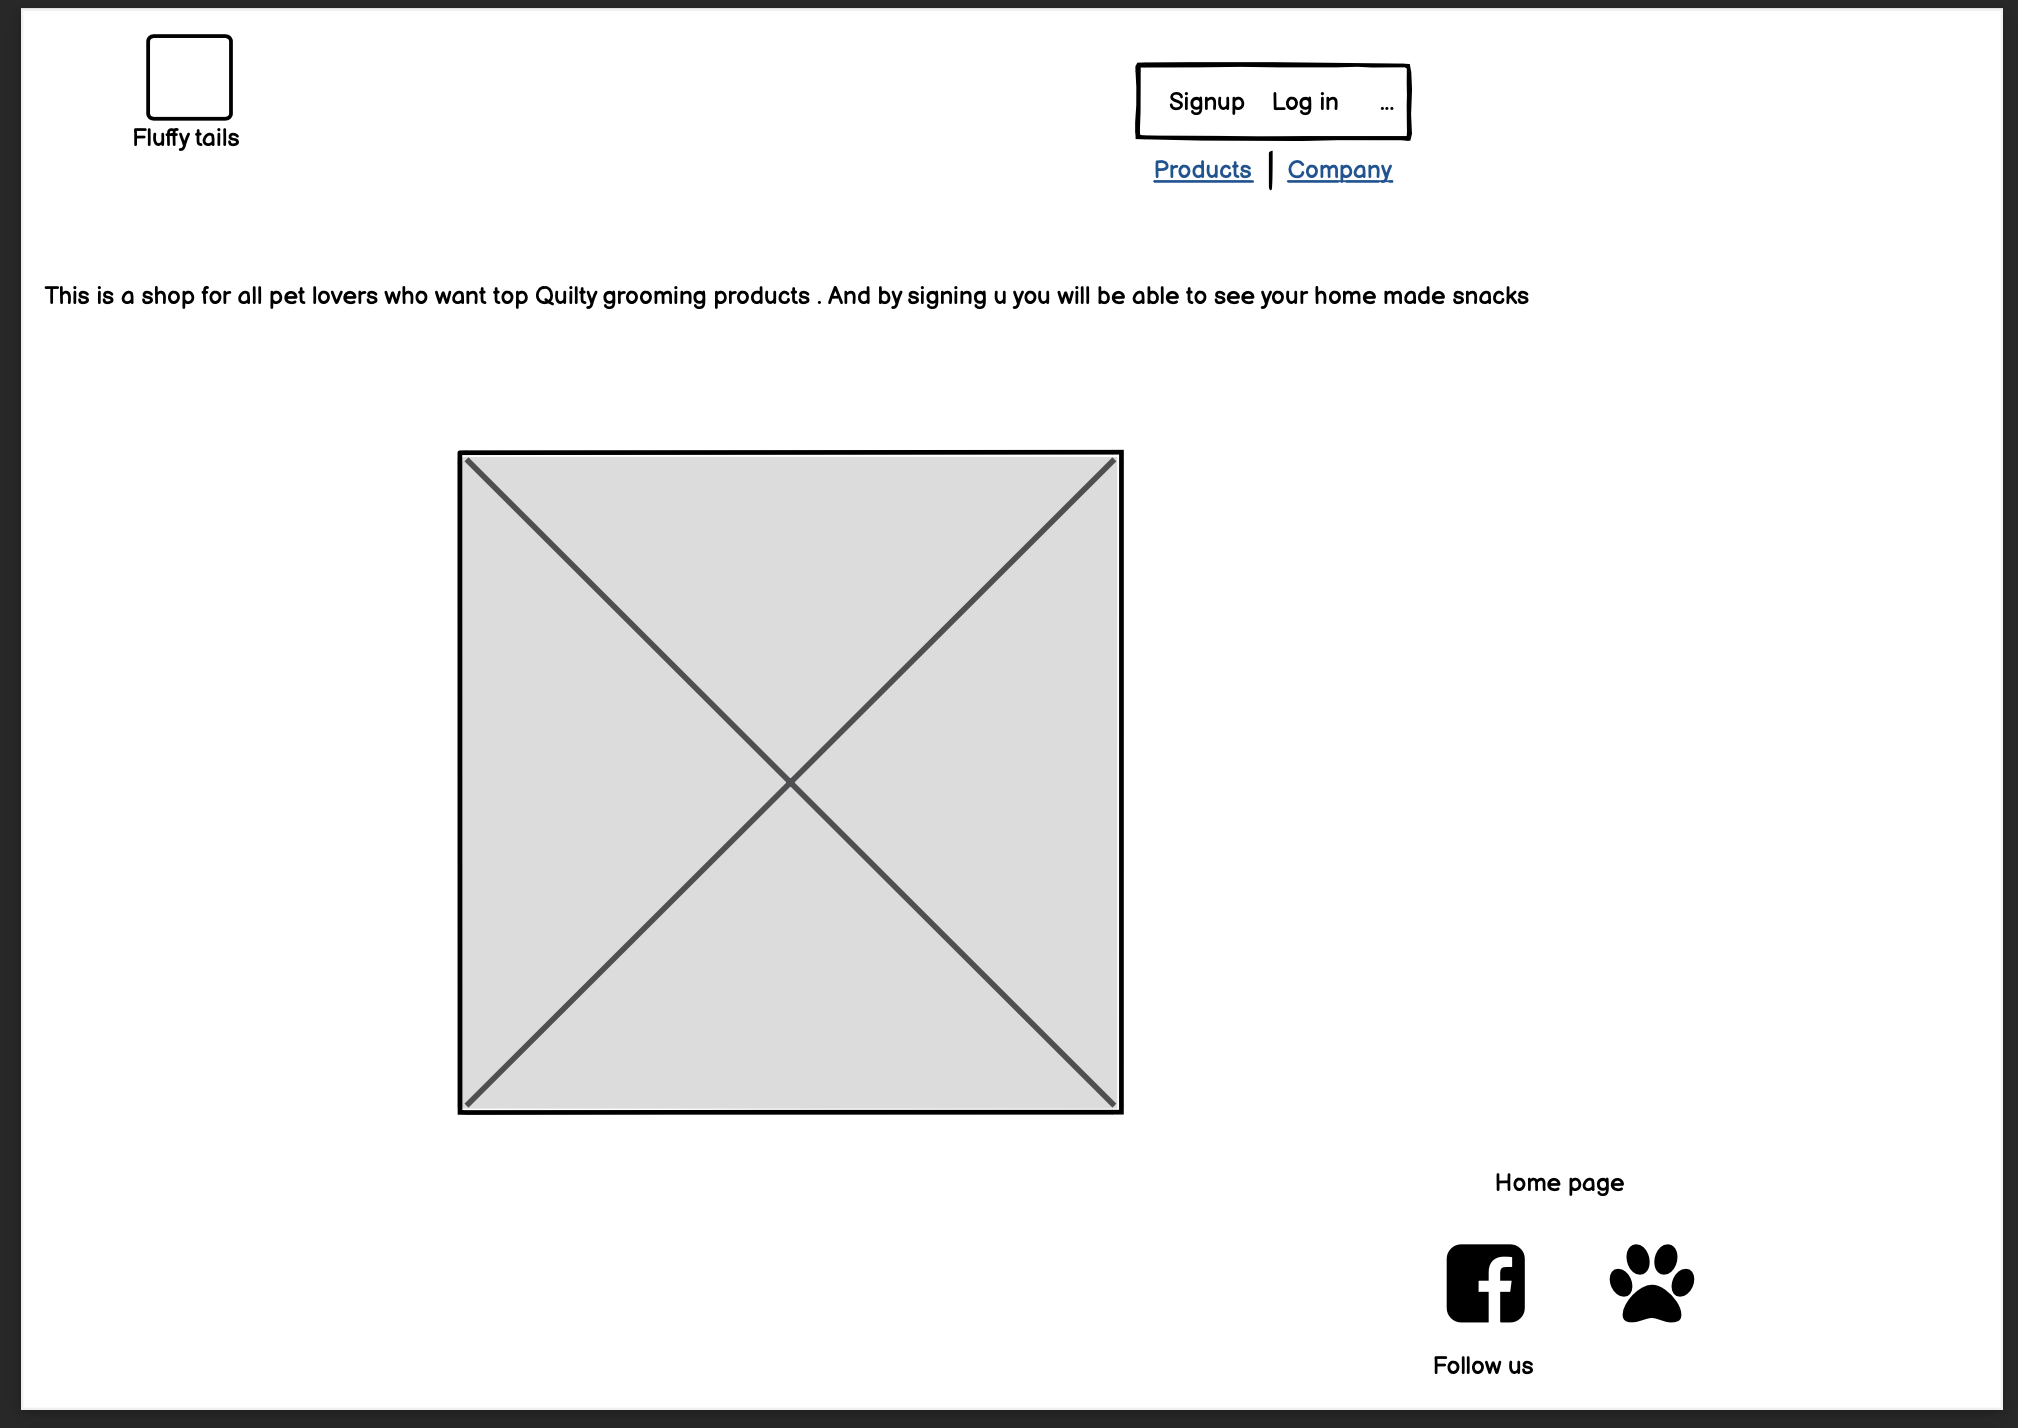 Fluffy tails
Signup Log in ...
Products | Company
This is a shop for all pet lovers who want top Quilty grooming products . And by signing u you will be able to see your home made snacks
Home page
Follow us